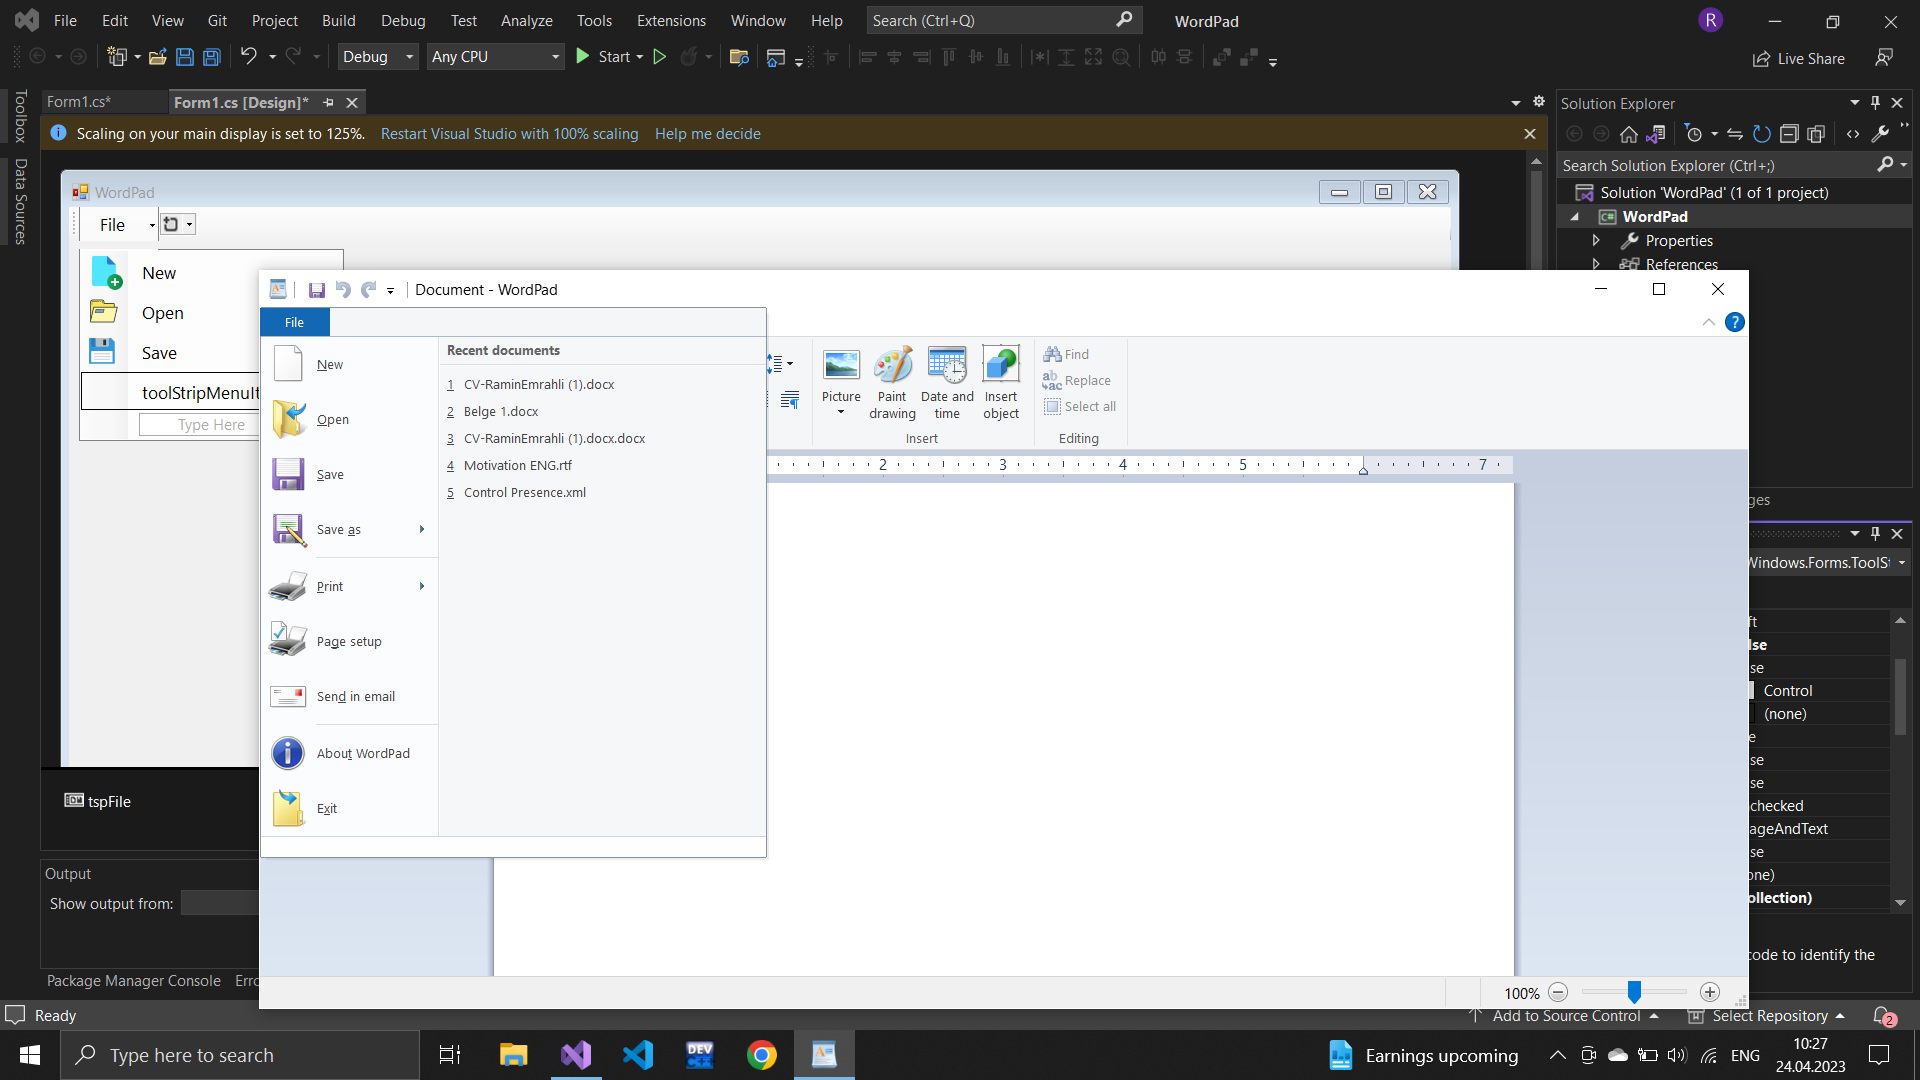 File Edit View Git Project Build Debug Test Analyze Tools Extensions Window Help Search (Ctrl+Q) WordPad R
Debug Any CPU Start Live Share
Toolbox
Data Sources
Form1.cs* Form1.cs [Design]*
Scaling on your main display is set to 125%. Restart Visual Studio with 100% scaling Help me decide
WordPad
File
New
Open
Save
toolStripMenuIt
Type Here
tspFile
Output
Show output from:
Package Manager Console
Document - WordPad
File
New
Open
Save
Save as
Print
Page setup
Send in email
About WordPad
Exit
Recent documents
1 CV-RaminEmrahli (1).docx
2 Belge 1.docx
3 CV-RaminEmrahli (1).docx.docx
4 Motivation ENG.rtf
5 Control Presence.xml
Picture
Paint drawing
Date and time
Insert object
Insert
Find
Replace
Select all
Editing
2 3 4 5 7
100%
Solution Explorer
Search Solution Explorer (Ctrl+;)
Solution 'WordPad' (1 of 1 project)
C# WordPad
Properties
References
ges
Windows.Forms.ToolSt
ft
lse
se
Control
(none)
e
se
se
checked
ageAndText
se
one)
ollection)
code to identify the
Ready Add to Source Control Select Repository 2
Type here to search DEV C++ Earnings upcoming ENG 10:27
24.04.2023